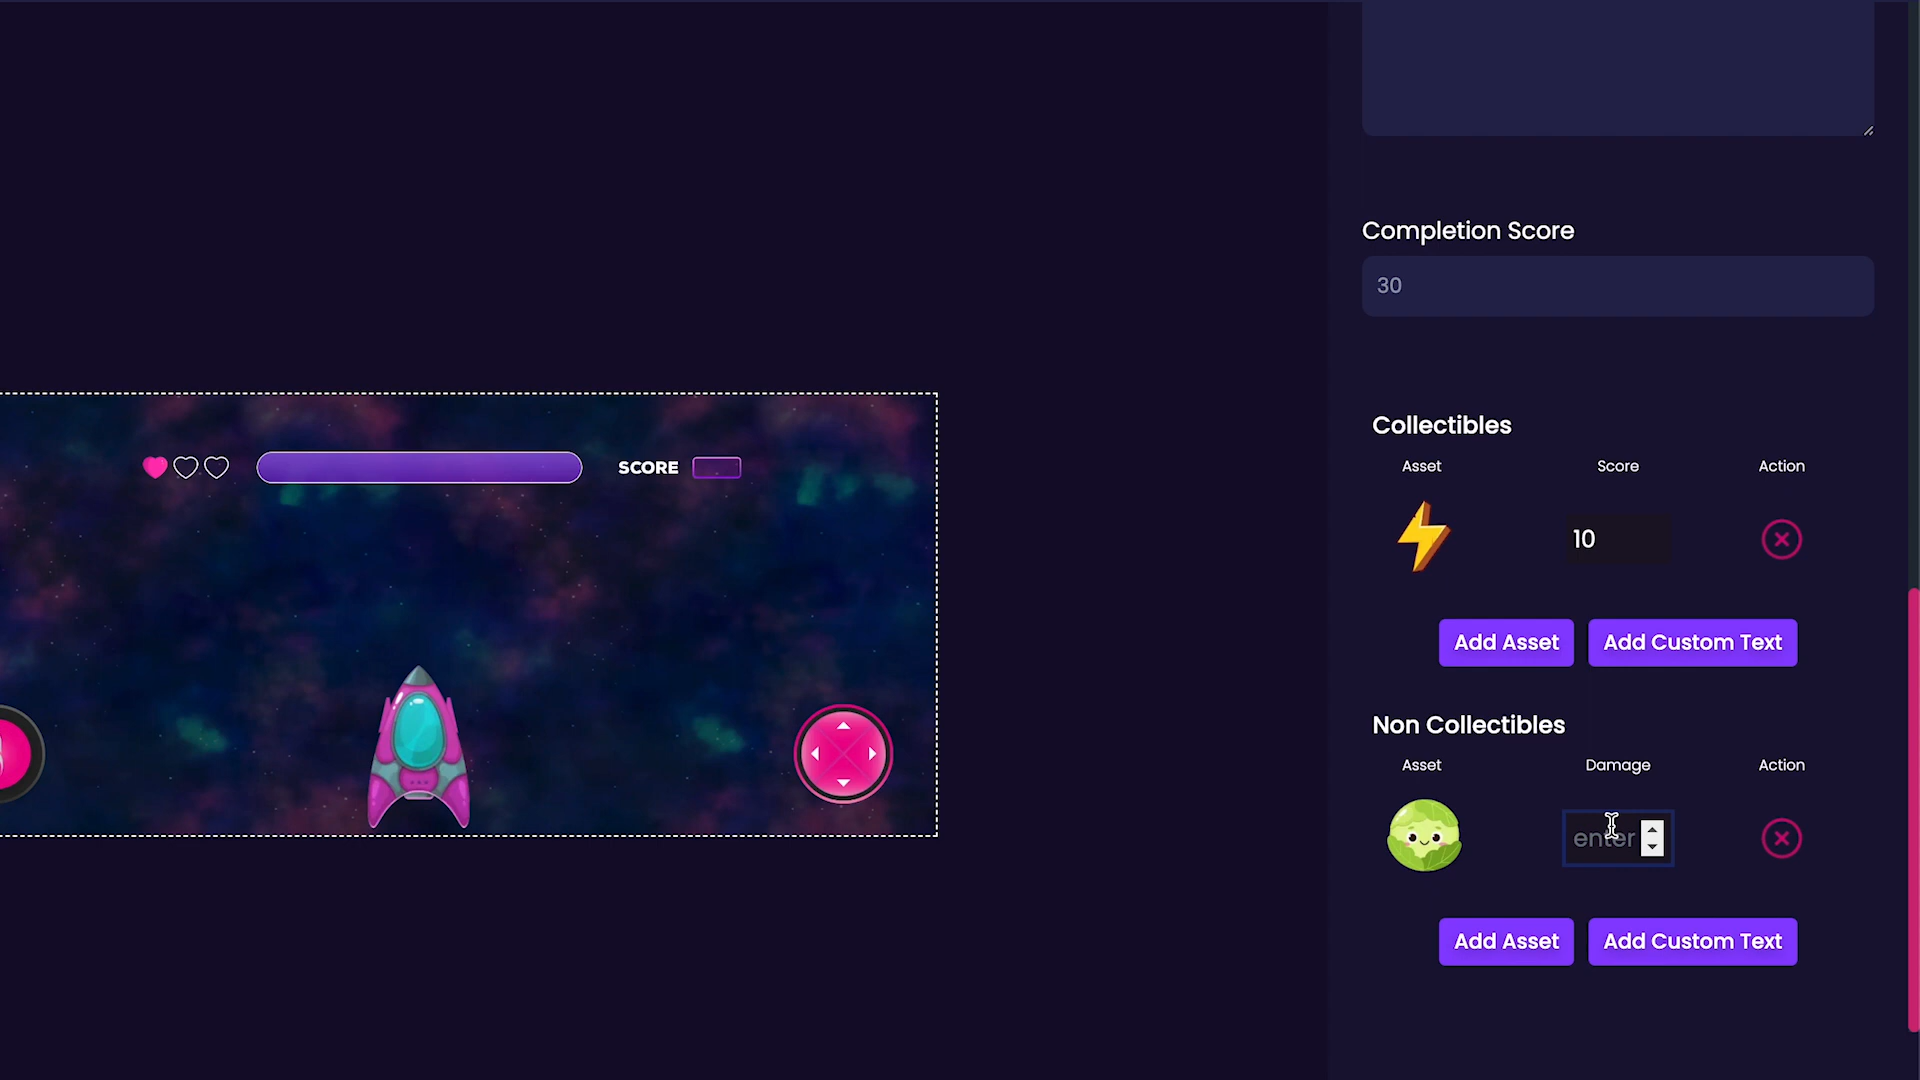 Completion Score
30
SCORE
Collectibles
Asset Score Action
10
Add Asset Add Custom Text
Non Collectibles
Asset Damage Action
enter
Add Asset Add Custom Text